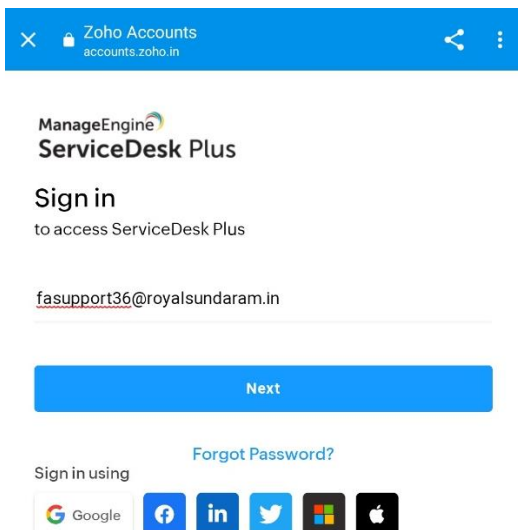 Zoho Accounts
accounts.zoho.in
ManageEngine
ServiceDesk Plus
Sign in
to access ServiceDesk Plus
fasupport36@royalsundaram.in
Next
Forgot Password?
Sign in using
Google
in